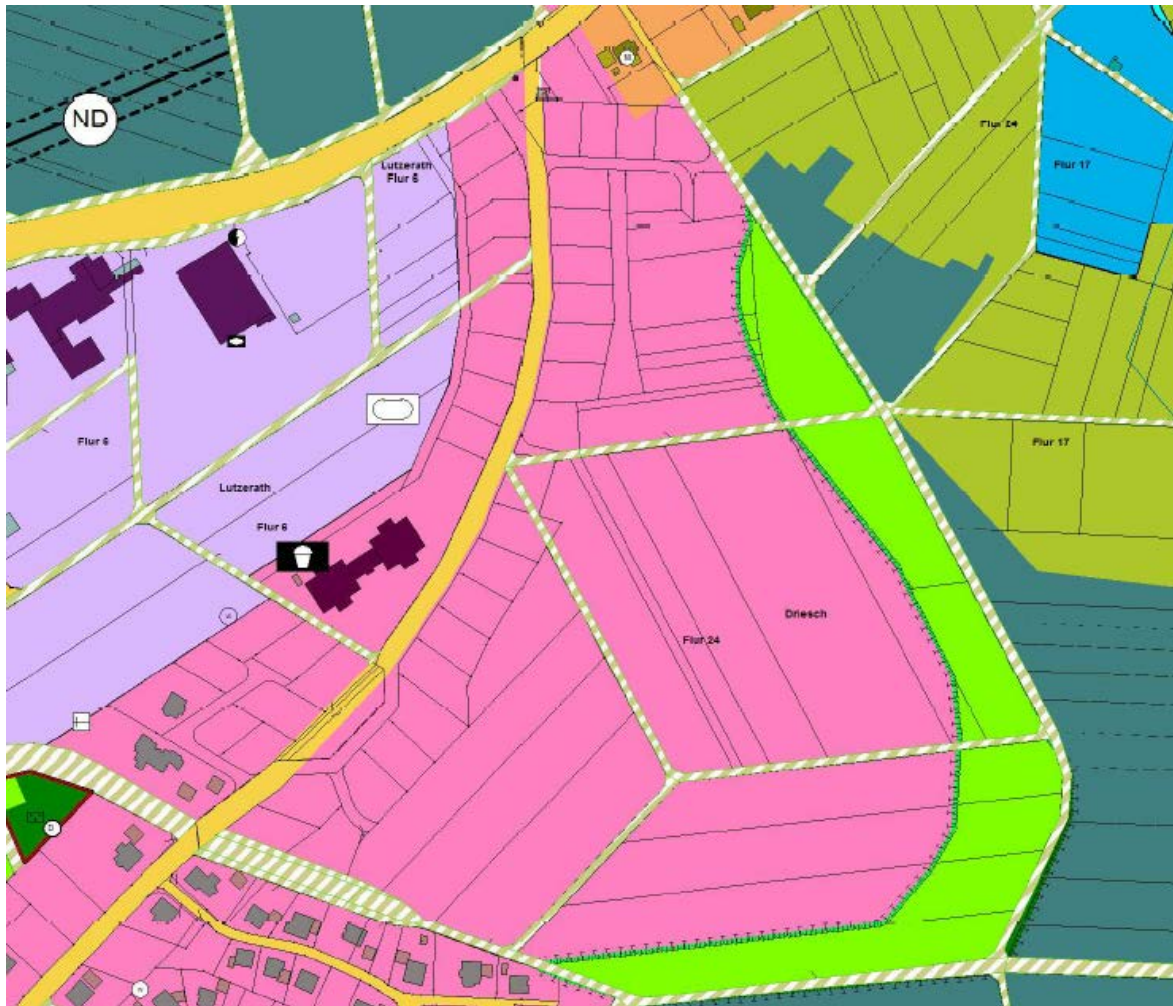 ND
M
Lutzerath
Flur 6
Flur 24
Flur 17
Flur 6
Flur 17
Lutzerath
Flur 6
Driesch
Flur 24
D
W